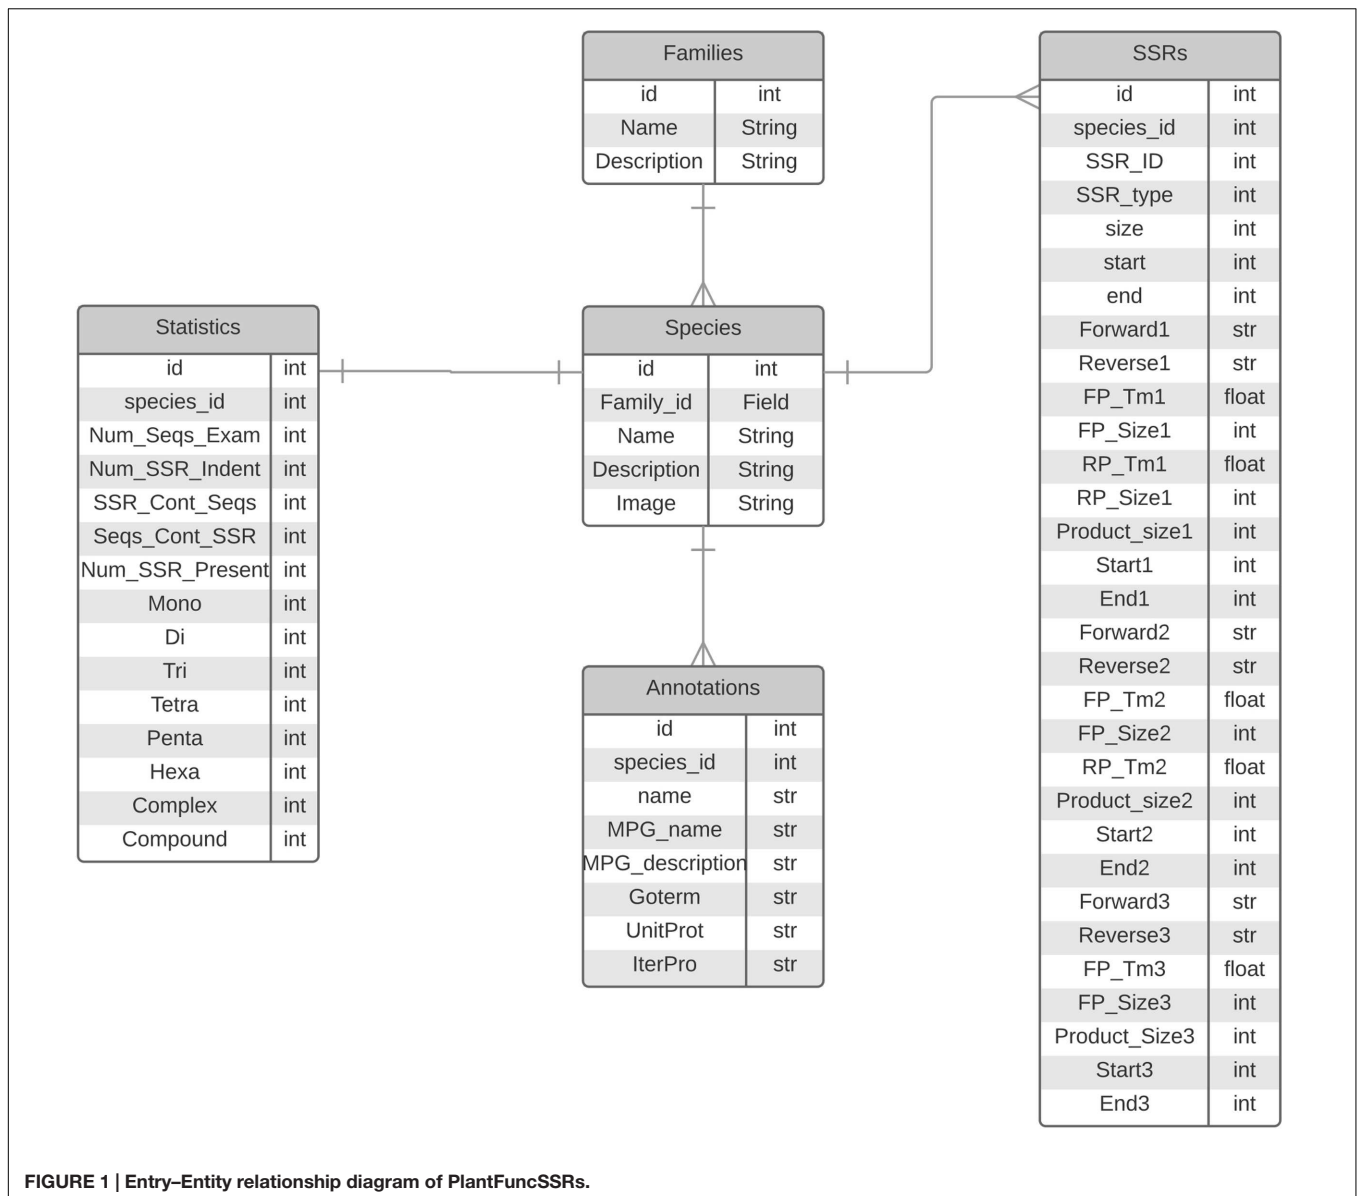 Families
id int
Name String
Description String
SSRs
id int
species_id int
SSR_ID int
SSR_type int
size int
start int
end int
Forward1 str
Reverse1 str
FP_Tm1 float
FP_Size1 int
RP_Tm1 float
RP_Size1 int
Product_size1 int
Start1 int
End1 int
Forward2 str
Reverse2 str
FP_Tm2 float
FP_Size2 int
RP_Tm2 float
Product_size2 int
Start2 int
End2 int
Forward3 str
Reverse3 str
FP_Tm3 float
FP_Size3 int
Product_Size3 int
Start3 int
End3 int
Statistics
id int
species_id int
Num_Seqs_Exam int
Num_SSR_Indent int
SSR_Cont_Seqs int
Seqs_Cont_SSR int
Num_SSR_Present int
Mono int
Di int
Tri int
Tetra int
Penta int
Hexa int
Complex int
Compound int
Species
id int
Family_id Field
Name String
Description String
Image String
Annotations
id int
species_id int
name str
MPG_name str
MPG_description str
Goterm str
UnitProt str
IterPro str
FIGURE 1 | Entry–Entity relationship diagram of PlantFuncSSRs.